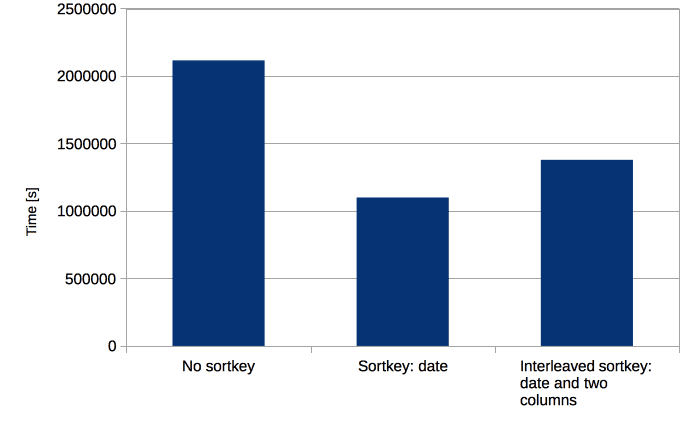 2500000
2000000
1500000
1000000
500000
0
Time [s]
No sortkey
Sortkey: date
Interleaved sortkey:
date and two
columns